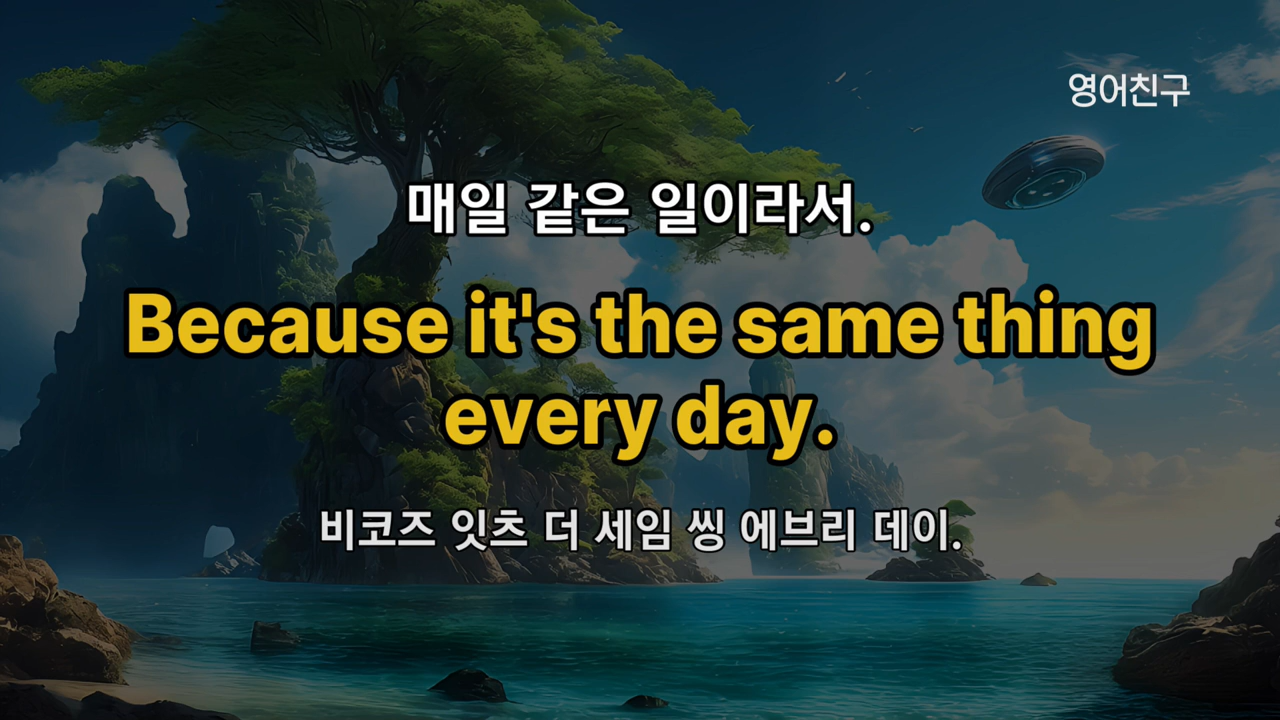 영어친구
매일 같은 일이라서.
Because it's the same thing
every day.
비코즈 잇츠 더 세임 씽 에브리 데이.